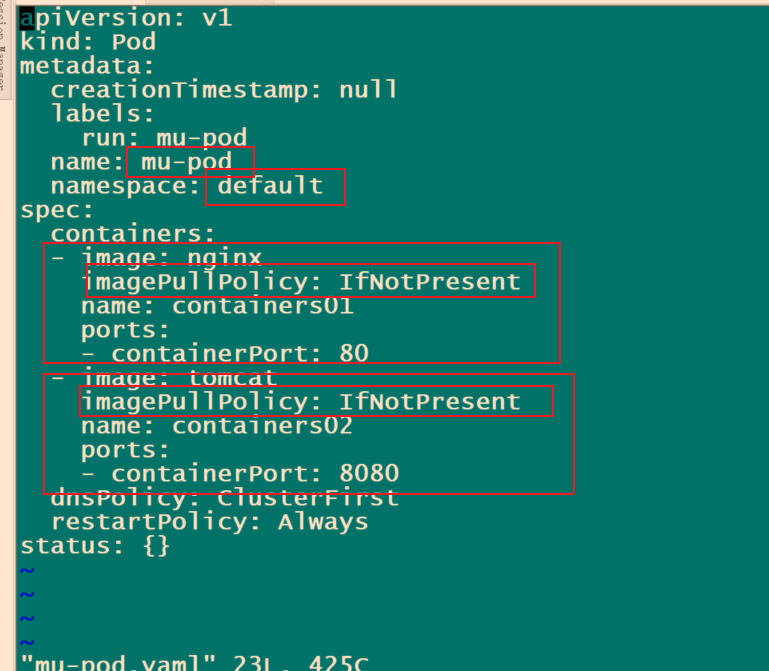 apiVersion: v1
kind: Pod
metadata:
  creationTimestamp: null
  labels:
    run: mu-pod
  name: mu-pod
  namespace: default
spec:
  containers:
  - image: nginx
    imagePullPolicy: IfNotPresent
    name: containers01
    ports:
    - containerPort: 80
  - image: tomcat
    imagePullPolicy: IfNotPresent
    name: containers02
    ports:
    - containerPort: 8080
  dnsPolicy: ClusterFirst
  restartPolicy: Always
status: {}
~
~
~
~
"mu-pod.yaml" 23L, 425C